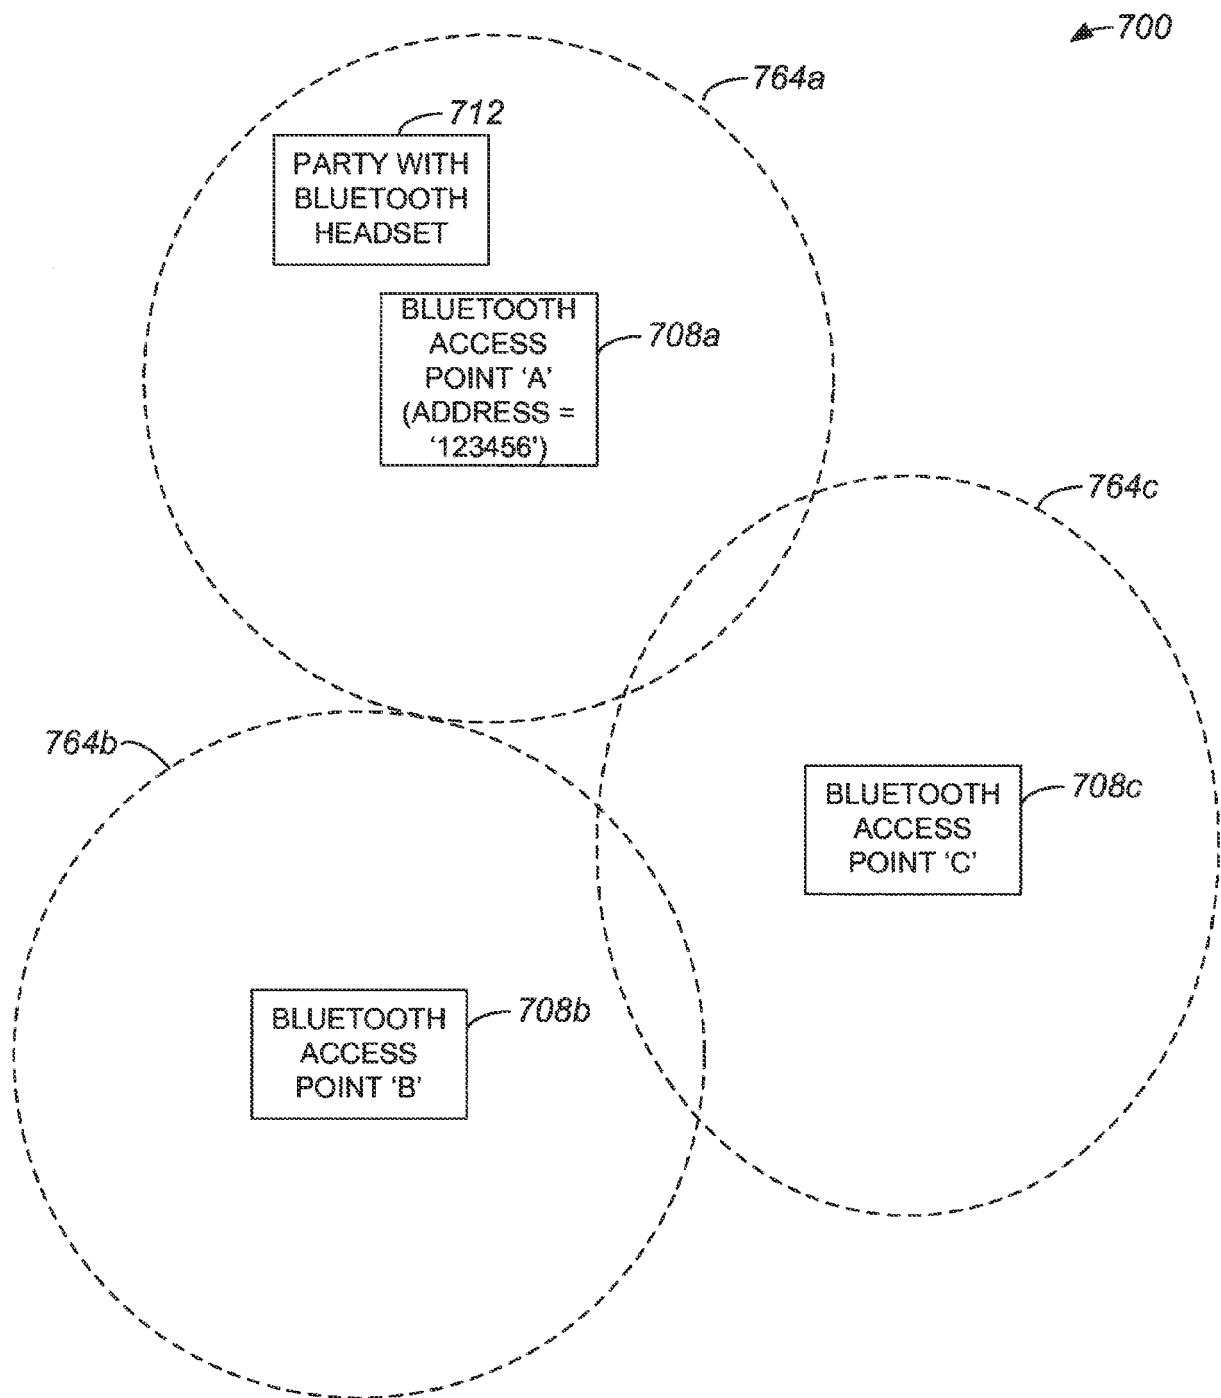 700
764a
712
PARTY WITH
BLUETOOTH
HEADSET
BLUETOOTH
ACCESS
POINT ‘A’
(ADDRESS =
‘123456’)
708a
764c
764b
BLUETOOTH
ACCESS
POINT ‘C’
708c
BLUETOOTH
ACCESS
POINT ‘B’
708b